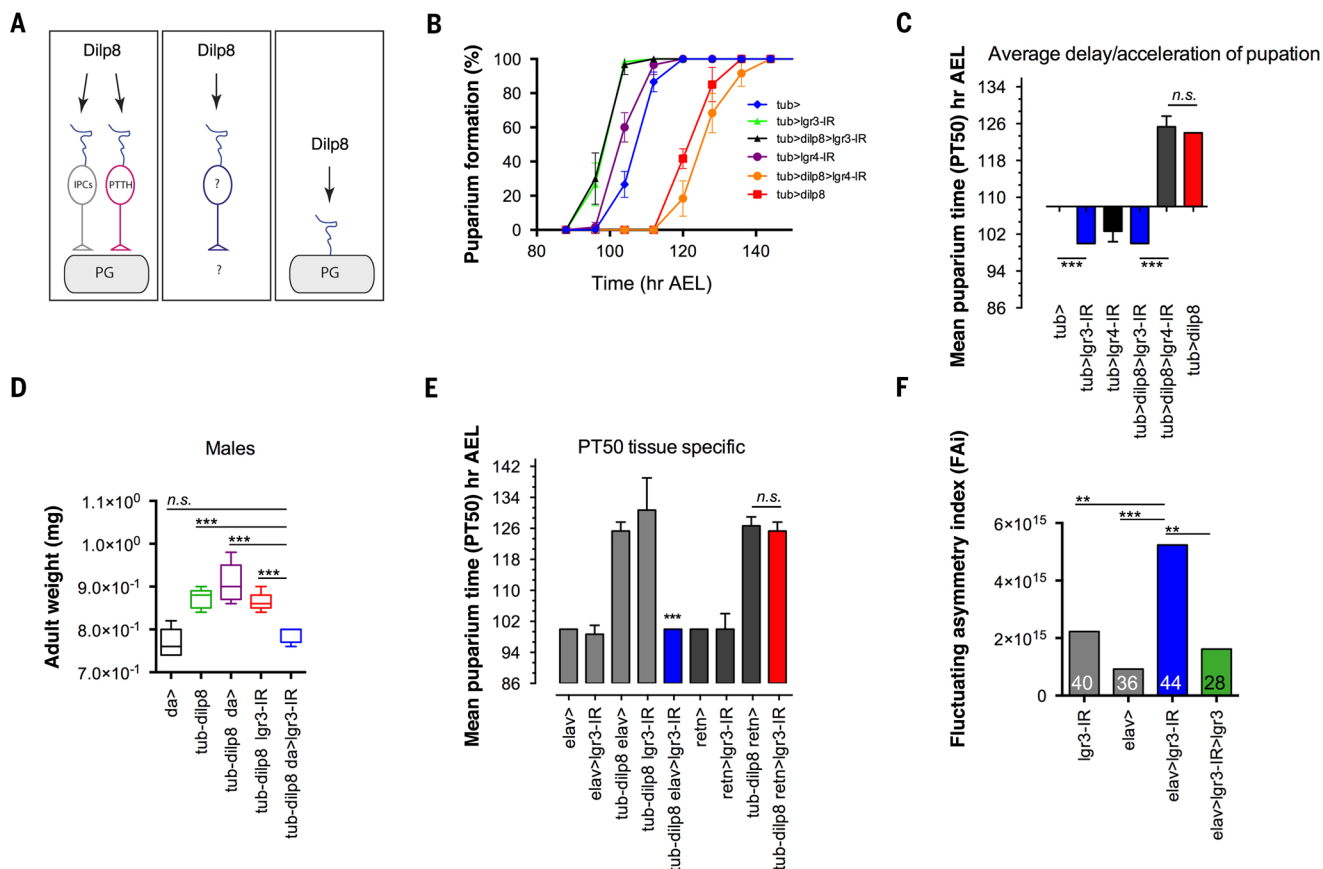 A
Dilp8
IPCs
PTTH
PG
Dilp8
?
?
Dilp8
PG
B
Puparium formation (%)
100
80
60
40
20
0
80
100
120
140
Time (hr AEL)
tub>
tub>lgr3-IR
tub>dilp8>lgr3-IR
tub>lgr4-IR
tub>dilp8>lgr4-IR
tub>dilp8
C
Average delay/acceleration of pupation
Mean puparium time (PT50) hr AEL
134
126
118
110
102
94
86
n.s.
***
***
tub>
tub>lgr3-IR
tub>lgr4-IR
tub>dilp8>lgr3-IR
tub>dilp8>lgr4-IR
tub>dilp8
D
Males
Adult weight (mg)
1.1×10⁰
1.0×10⁰
9.0×10⁻¹
8.0×10⁻¹
7.0×10⁻¹
n.s.
***
***
***
da>
tub-dilp8
tub-dilp8 da>
tub-dilp8 lgr3-IR
tub-dilp8 da>lgr3-IR
E
PT50 tissue specific
Mean puparium time (PT50) hr AEL
142
134
126
118
110
102
94
86
***
n.s.
elav>
elav>lgr3-IR
tub-dilp8 elav>
tub-dilp8 lgr3-IR
tub-dilp8 elav>lgr3-IR
retn>
retn>lgr3-IR
tub-dilp8 retn>
tub-dilp8 retn>lgr3-IR
F
Fluctuating asymmetry index (FAi)
6×10¹⁵
4×10¹⁵
2×10¹⁵
0
**
***
**
40
36
44
28
lgr3-IR
elav>
elav>lgr3-IR
elav>lgr3-IR>lgr3